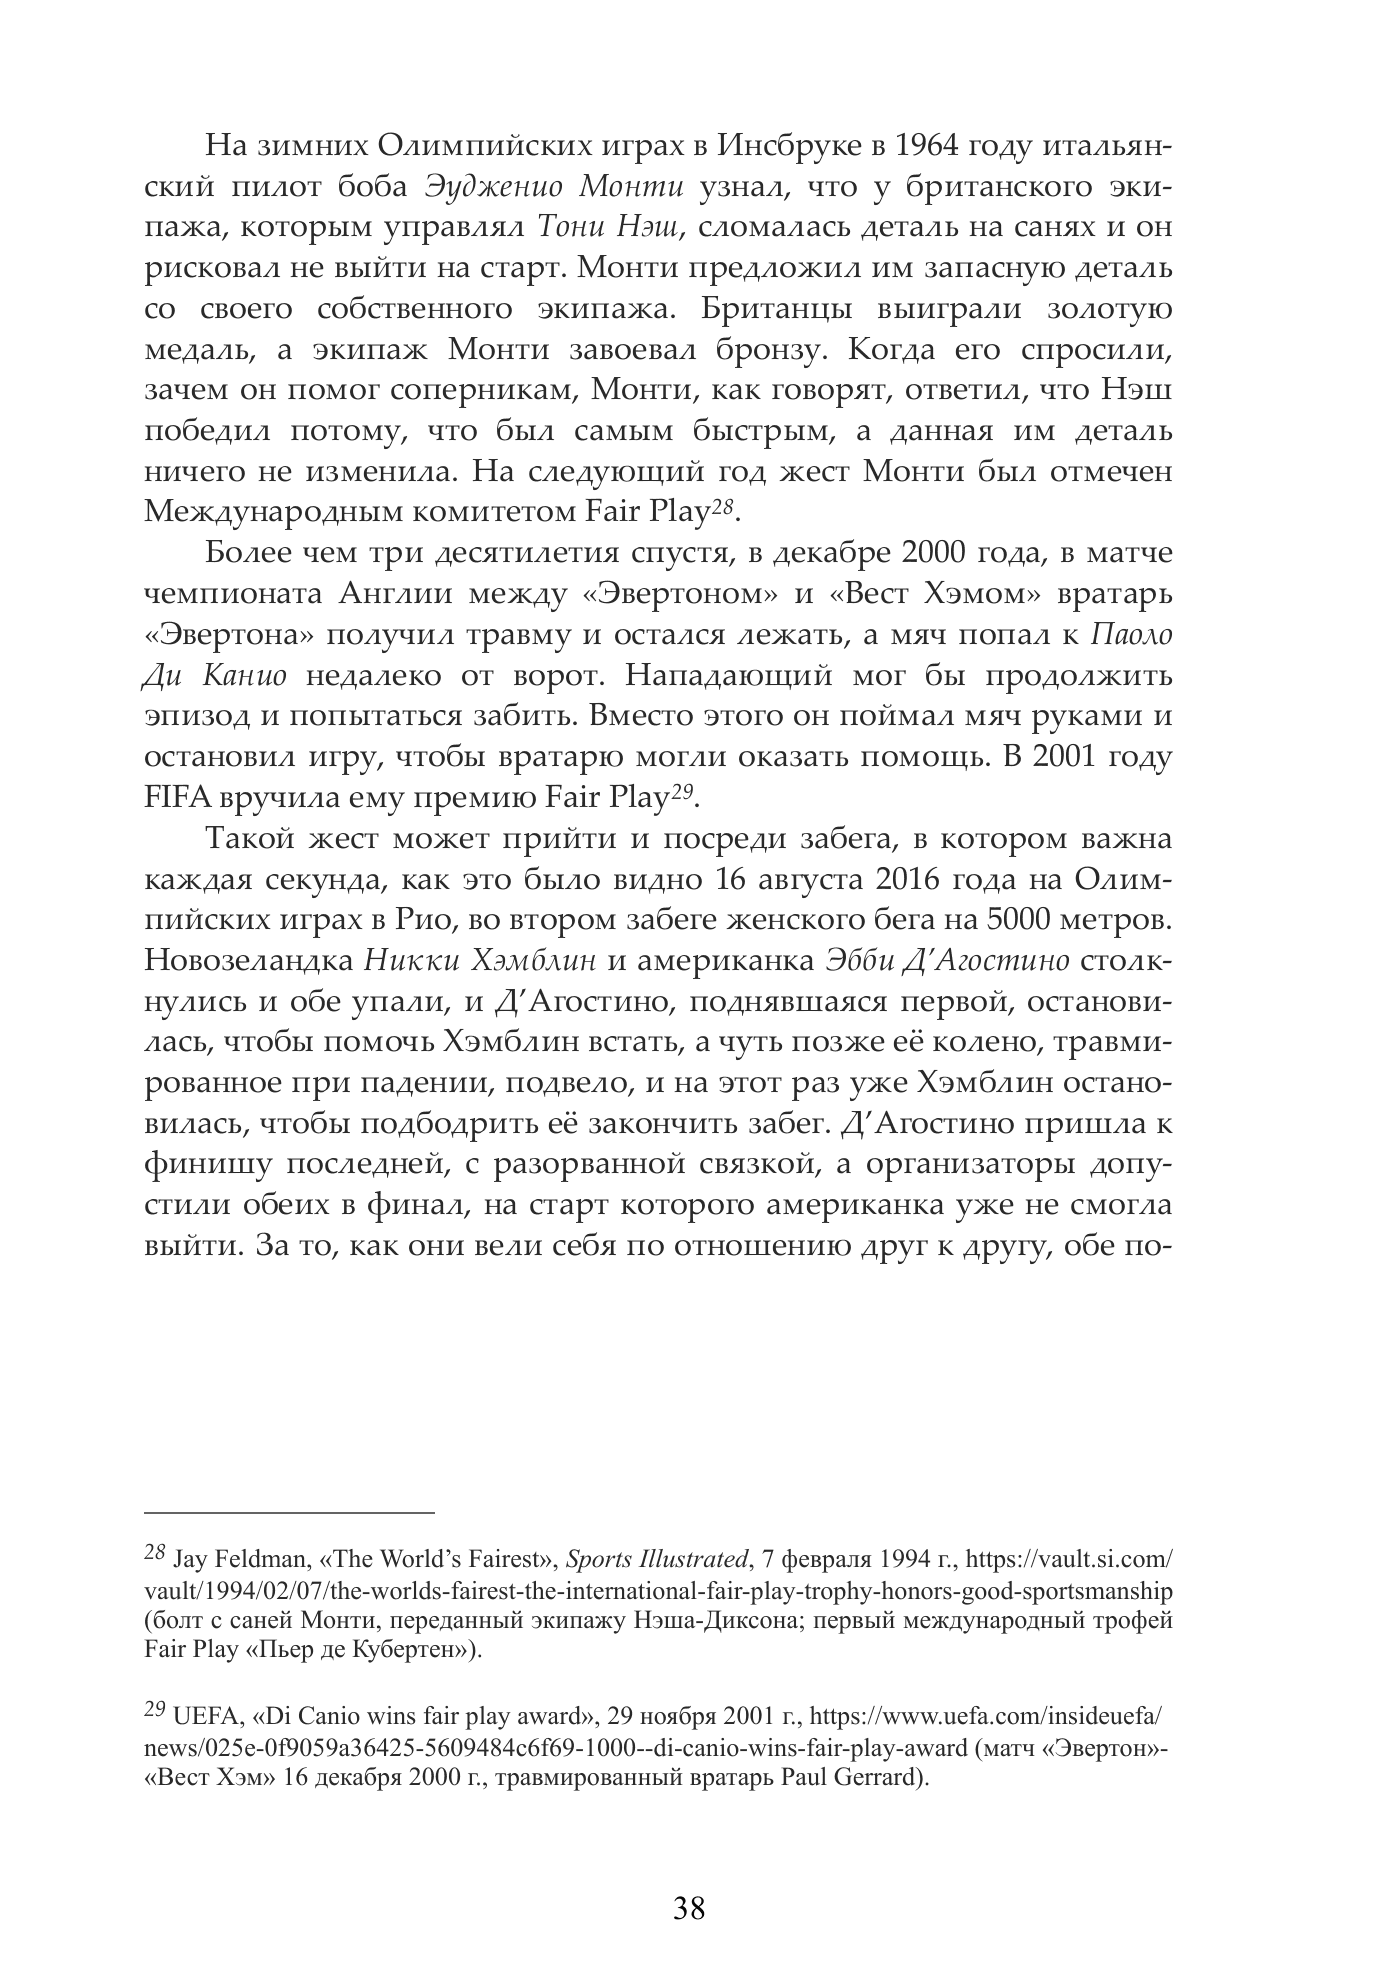 На зимних Олимпийских играх в Инсбруке в 1964 году итальян-
ский пилот боба Эудженио Монти узнал, что у британского эки-
пажа, которым управлял Тони Нэш, сломалась деталь на санях и он
рисковал не выйти на старт. Монти предложил им запасную деталь
со своего собственного экипажа. Британцы выиграли золотую
медаль, а экипаж Монти завоевал бронзу. Когда его спросили,
зачем он помог соперникам, Монти, как говорят, ответил, что Нэш
победил потому, что был самым быстрым, а данная им деталь
ничего не изменила. На следующий год жест Монти был отмечен
Международным комитетом Fair Play28.
Более чем три десятилетия спустя, в декабре 2000 года, в матче
чемпионата Англии между «Эвертоном» и «Вест Хэмом» вратарь
«Эвертона» получил травму и остался лежать, а мяч попал к Паоло
Ди Канио недалеко от ворот. Нападающий мог бы продолжить
эпизод и попытаться забить. Вместо этого он поймал мяч руками и
остановил игру, чтобы вратарю могли оказать помощь. В 2001 году
FIFA вручила ему премию Fair Play29.
Такой жест может прийти и посреди забега, в котором важна
каждая секунда, как это было видно 16 августа 2016 года на Олим-
пийских играх в Рио, во втором забеге женского бега на 5000 метров.
Новозеландка Никки Хэмблин и американка Эбби Д’Агостино столк-
нулись и обе упали, и Д’Агостино, поднявшаяся первой, останови-
лась, чтобы помочь Хэмблин встать, а чуть позже её колено, травми-
рованное при падении, подвело, и на этот раз уже Хэмблин остано-
вилась, чтобы подбодрить её закончить забег. Д’Агостино пришла к
финишу последней, с разорванной связкой, а организаторы допу-
стили обеих в финал, на старт которого американка уже не смогла
выйти. За то, как они вели себя по отношению друг к другу, обе по-
28 Jay Feldman, «The World’s Fairest», Sports Illustrated, 7 февраля 1994 г., https://vault.si.com/
vault/1994/02/07/the-worlds-fairest-the-international-fair-play-trophy-honors-good-sportsmanship
(болт с саней Монти, переданный экипажу Нэша-Диксона; первый международный трофей
Fair Play «Пьер де Кубертен»).
29 UEFA, «Di Canio wins fair play award», 29 ноября 2001 г., https://www.uefa.com/insideuefa/
news/025e-0f9059a36425-5609484c6f69-1000--di-canio-wins-fair-play-award (матч «Эвертон»-
«Вест Хэм» 16 декабря 2000 г., травмированный вратарь Paul Gerrard).
38